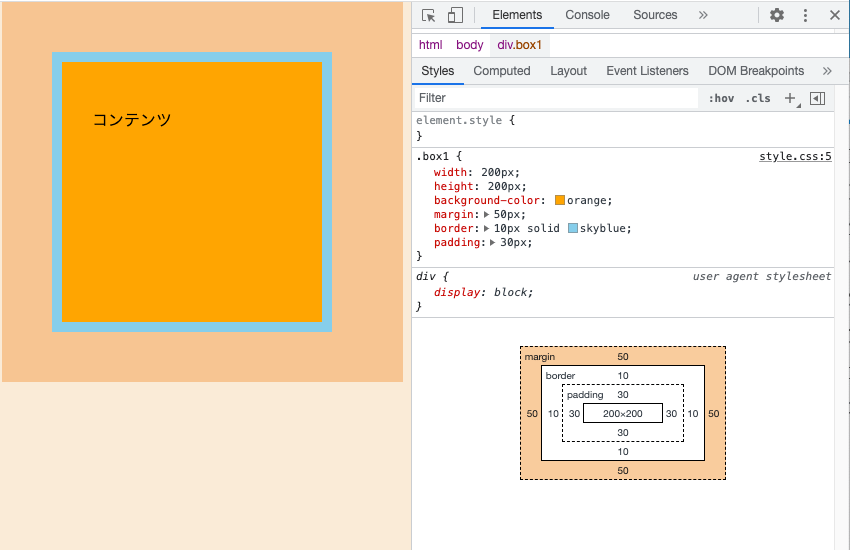 コンテンツ
Elements Console Sources »
html body div.box1
Styles Computed Layout Event Listeners DOM Breakpoints »
Filter :hov .cls +
element.style {
}
.box1 { style.css:5
width: 200px;
height: 200px;
background-color: orange;
margin: 50px;
border: 10px solid skyblue;
padding: 30px;
}
div { user agent stylesheet
display: block;
}
margin 50
border 10
padding 30
50 10 30 200×200 30 10 50
30
10
50